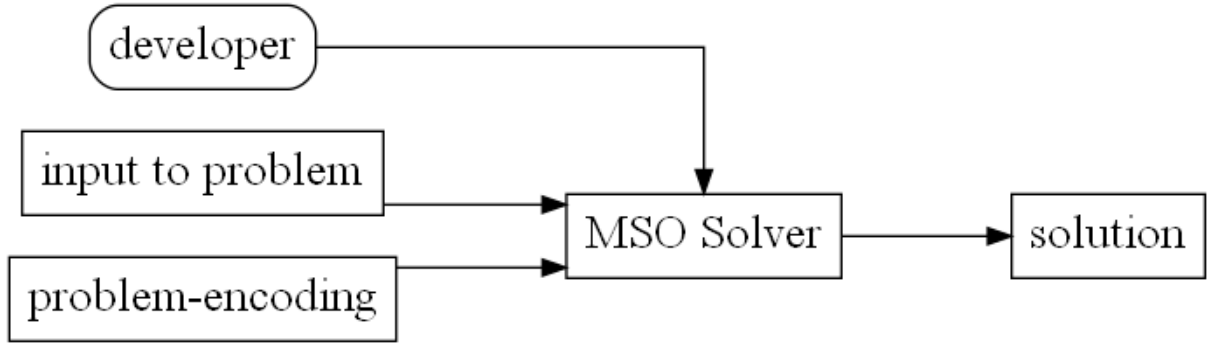 developer
input to problem
MSO Solver
solution
problem-encoding